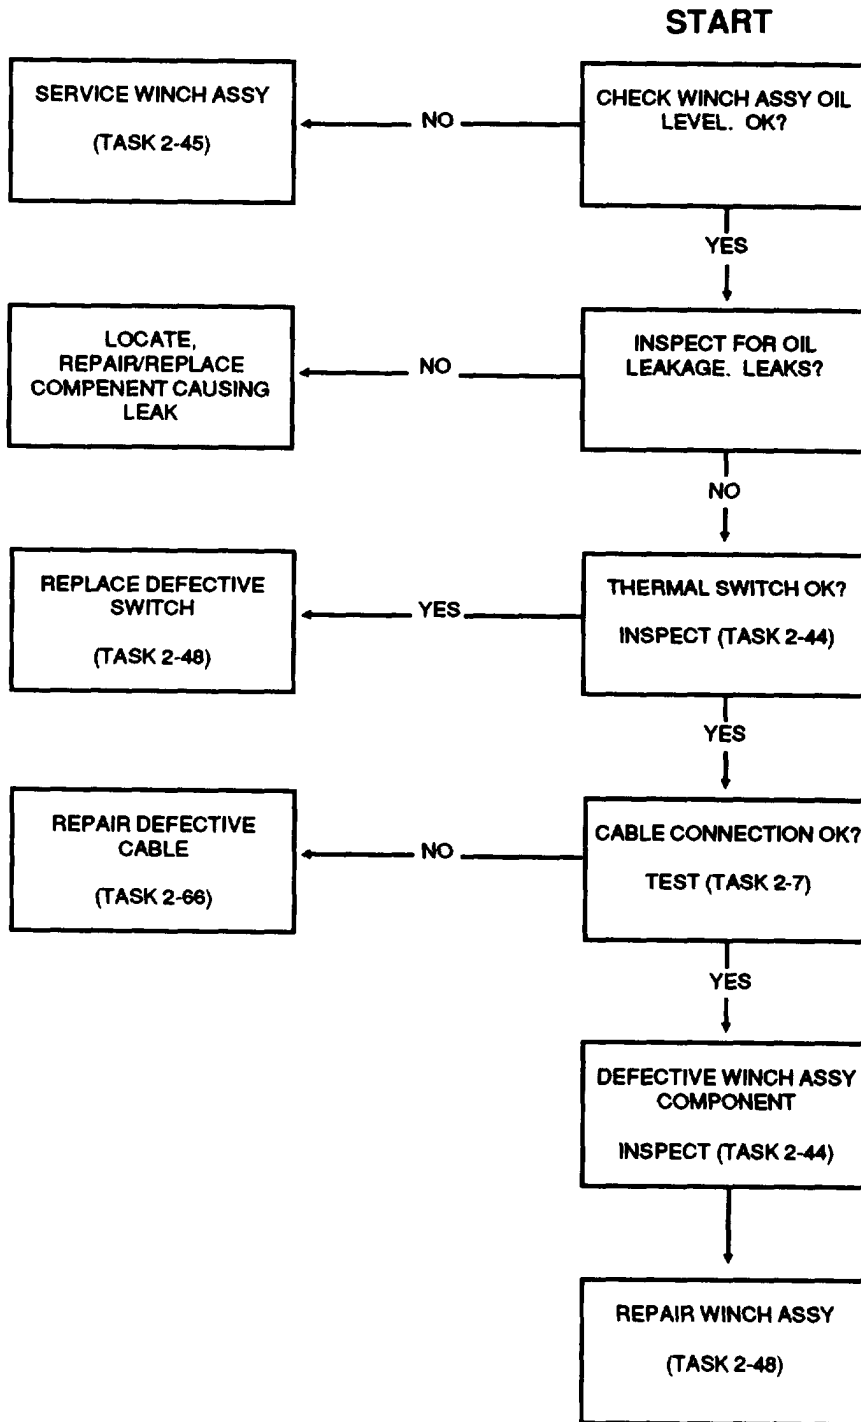 START
SERVICE WINCH ASSY
(TASK 2-45)
NO
CHECK WINCH ASSY OIL
LEVEL. OK?
YES
LOCATE,
REPAIR/REPLACE
COMPENENT CAUSING
LEAK
NO
INSPECT FOR OIL
LEAKAGE. LEAKS?
NO
REPLACE DEFECTIVE
SWITCH
(TASK 2-48)
YES
THERMAL SWITCH OK?
INSPECT (TASK 2-44)
YES
REPAIR DEFECTIVE
CABLE
(TASK 2-66)
NO
CABLE CONNECTION OK?
TEST (TASK 2-7)
YES
DEFECTIVE WINCH ASSY
COMPONENT
INSPECT (TASK 2-44)
REPAIR WINCH ASSY
(TASK 2-48)